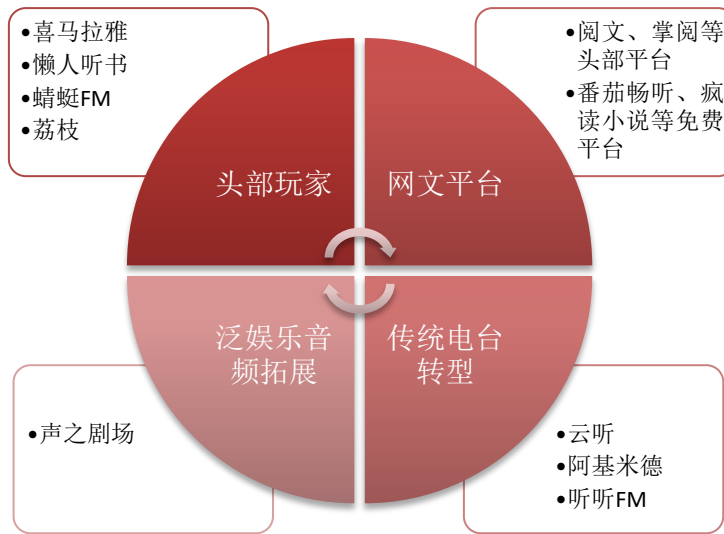 •喜马拉雅
•懒人听书
•蜻蜓FM
•荔枝
•阅文、掌阅等
头部平台
•番茄畅听、疯
读小说等免费
平台
头部玩家
网文平台
泛娱乐音
频拓展
传统电台
转型
•声之剧场
•云听
•阿基米德
•听听FM